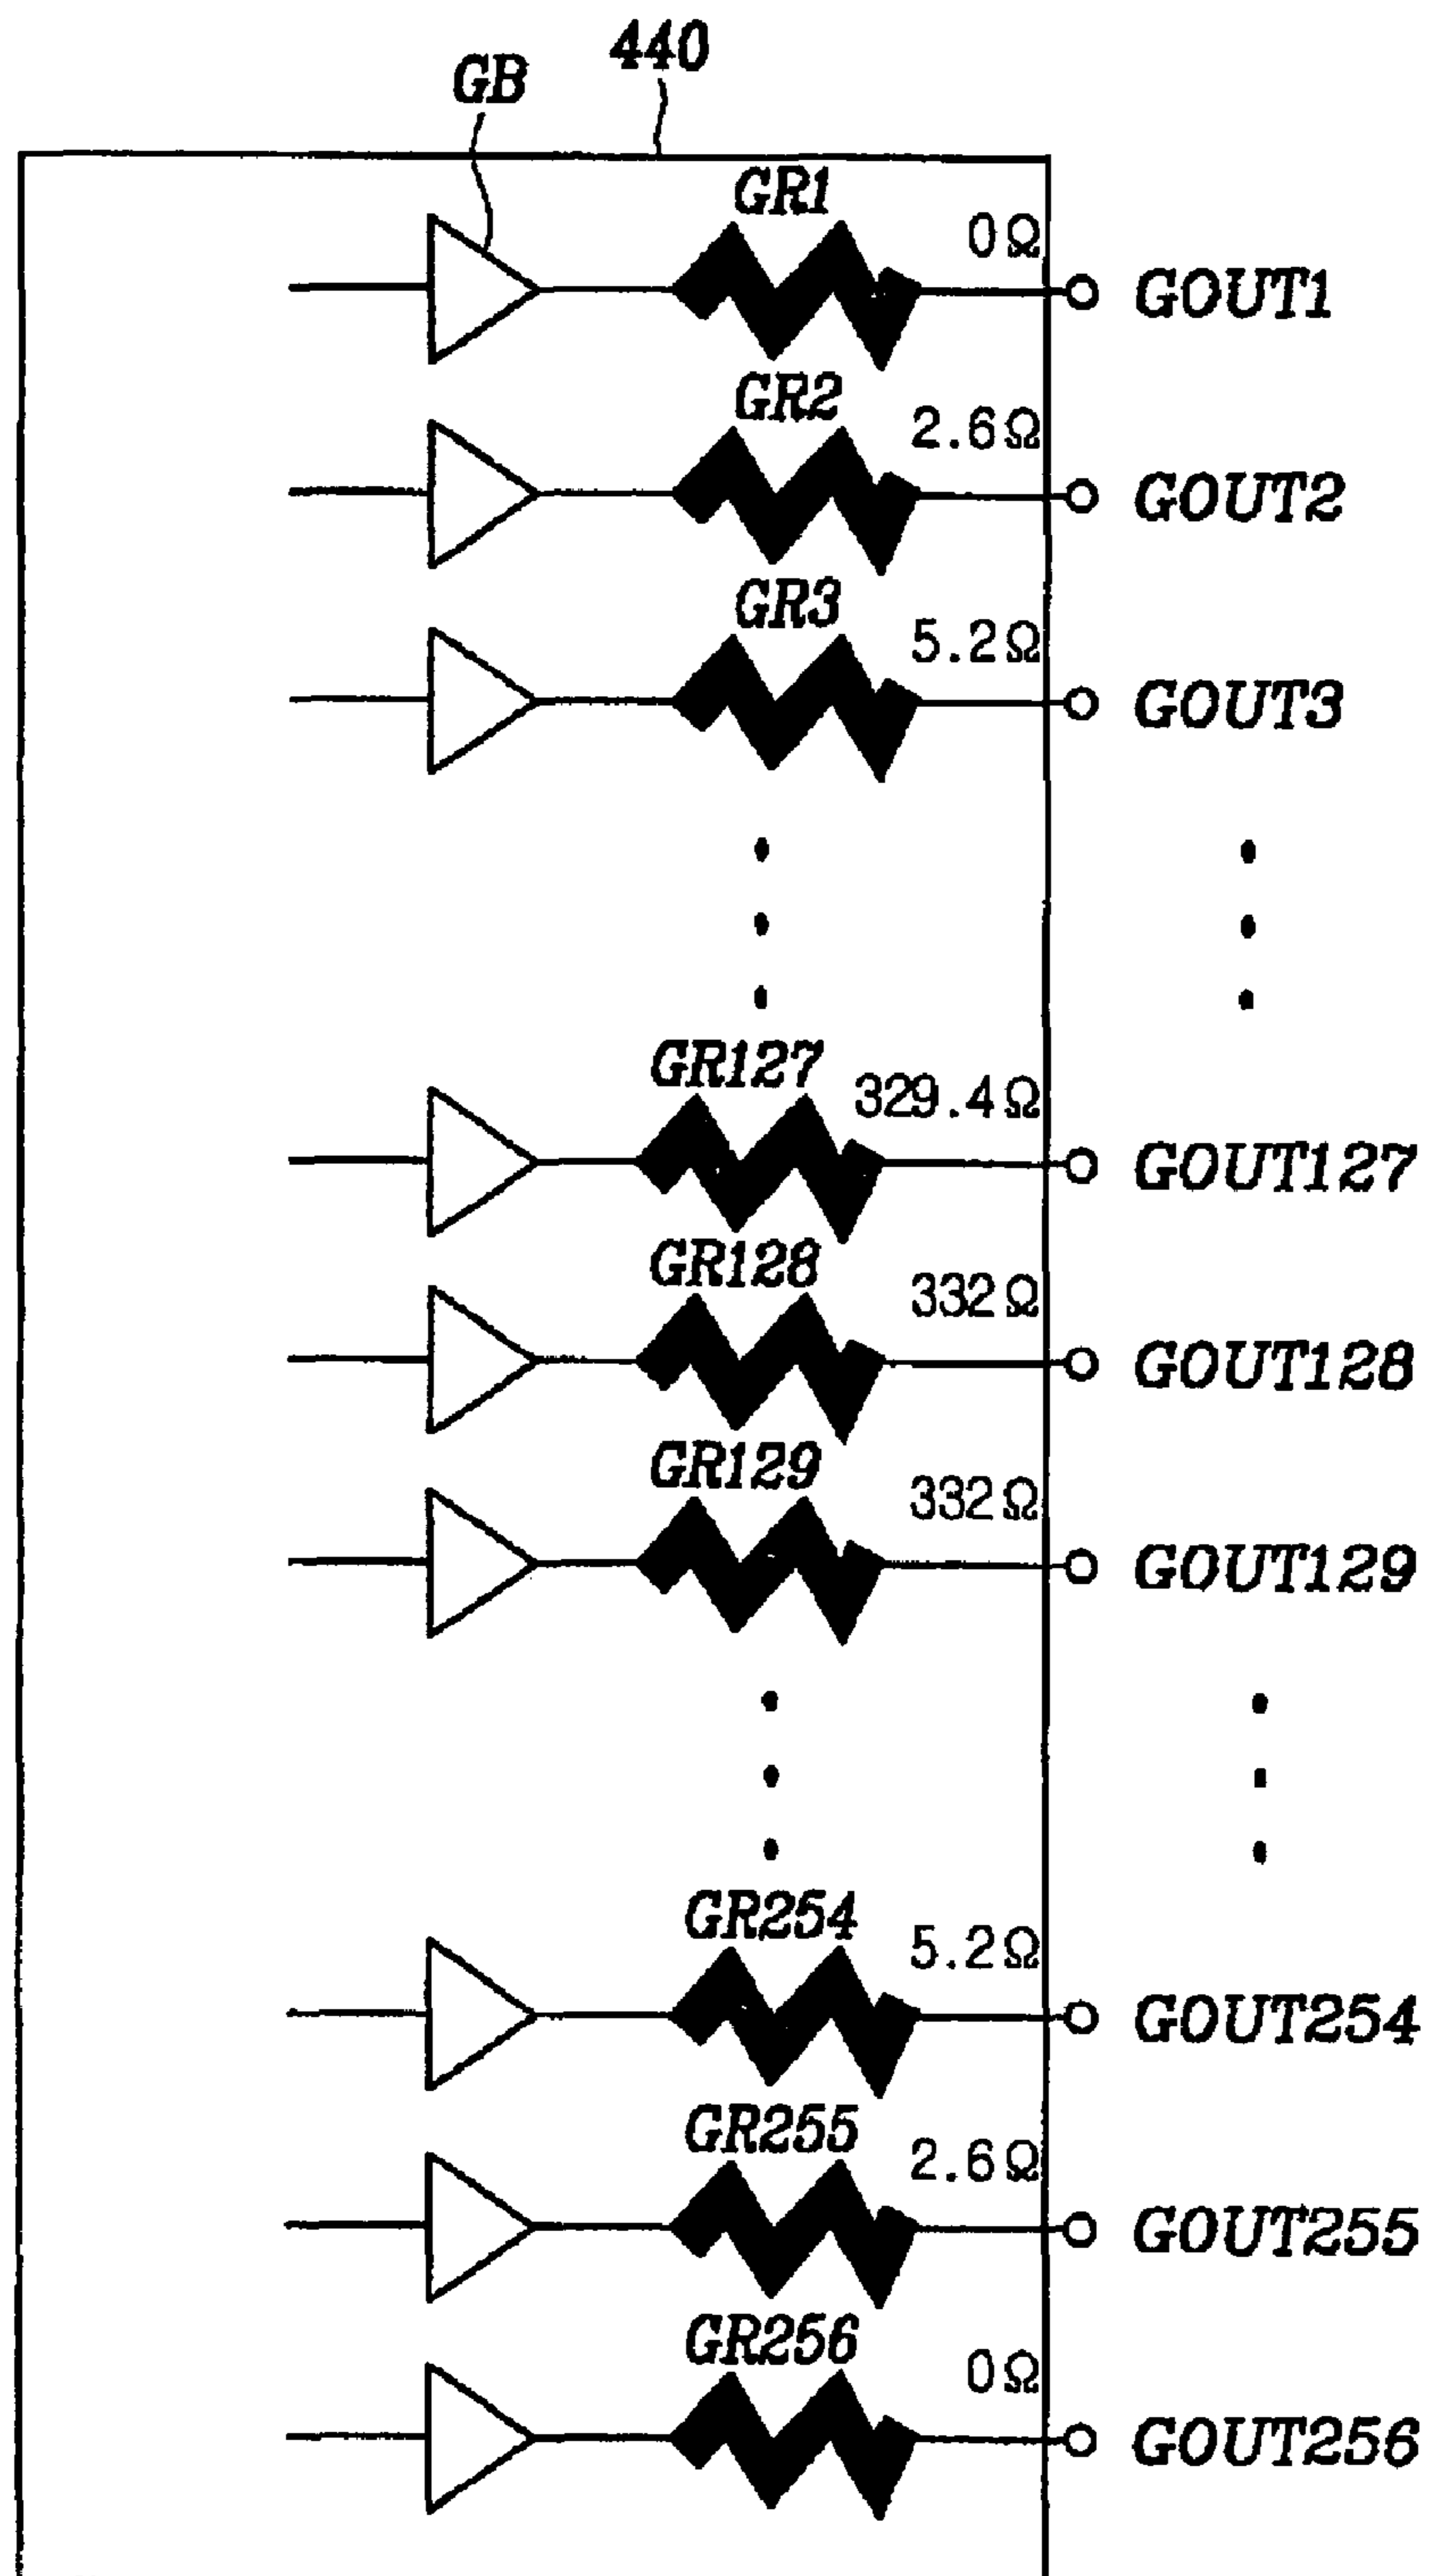 440
GB
GR1
0Ω
GOUT1
GR2
2.6Ω
GOUT2
GR3
5.2Ω
GOUT3
GR127
329.4Ω
GOUT127
GR128
332Ω
GOUT128
GR129
332Ω
GOUT129
GR254
5.2Ω
GOUT254
GR255
2.6Ω
GOUT255
GR256
0Ω
GOUT256